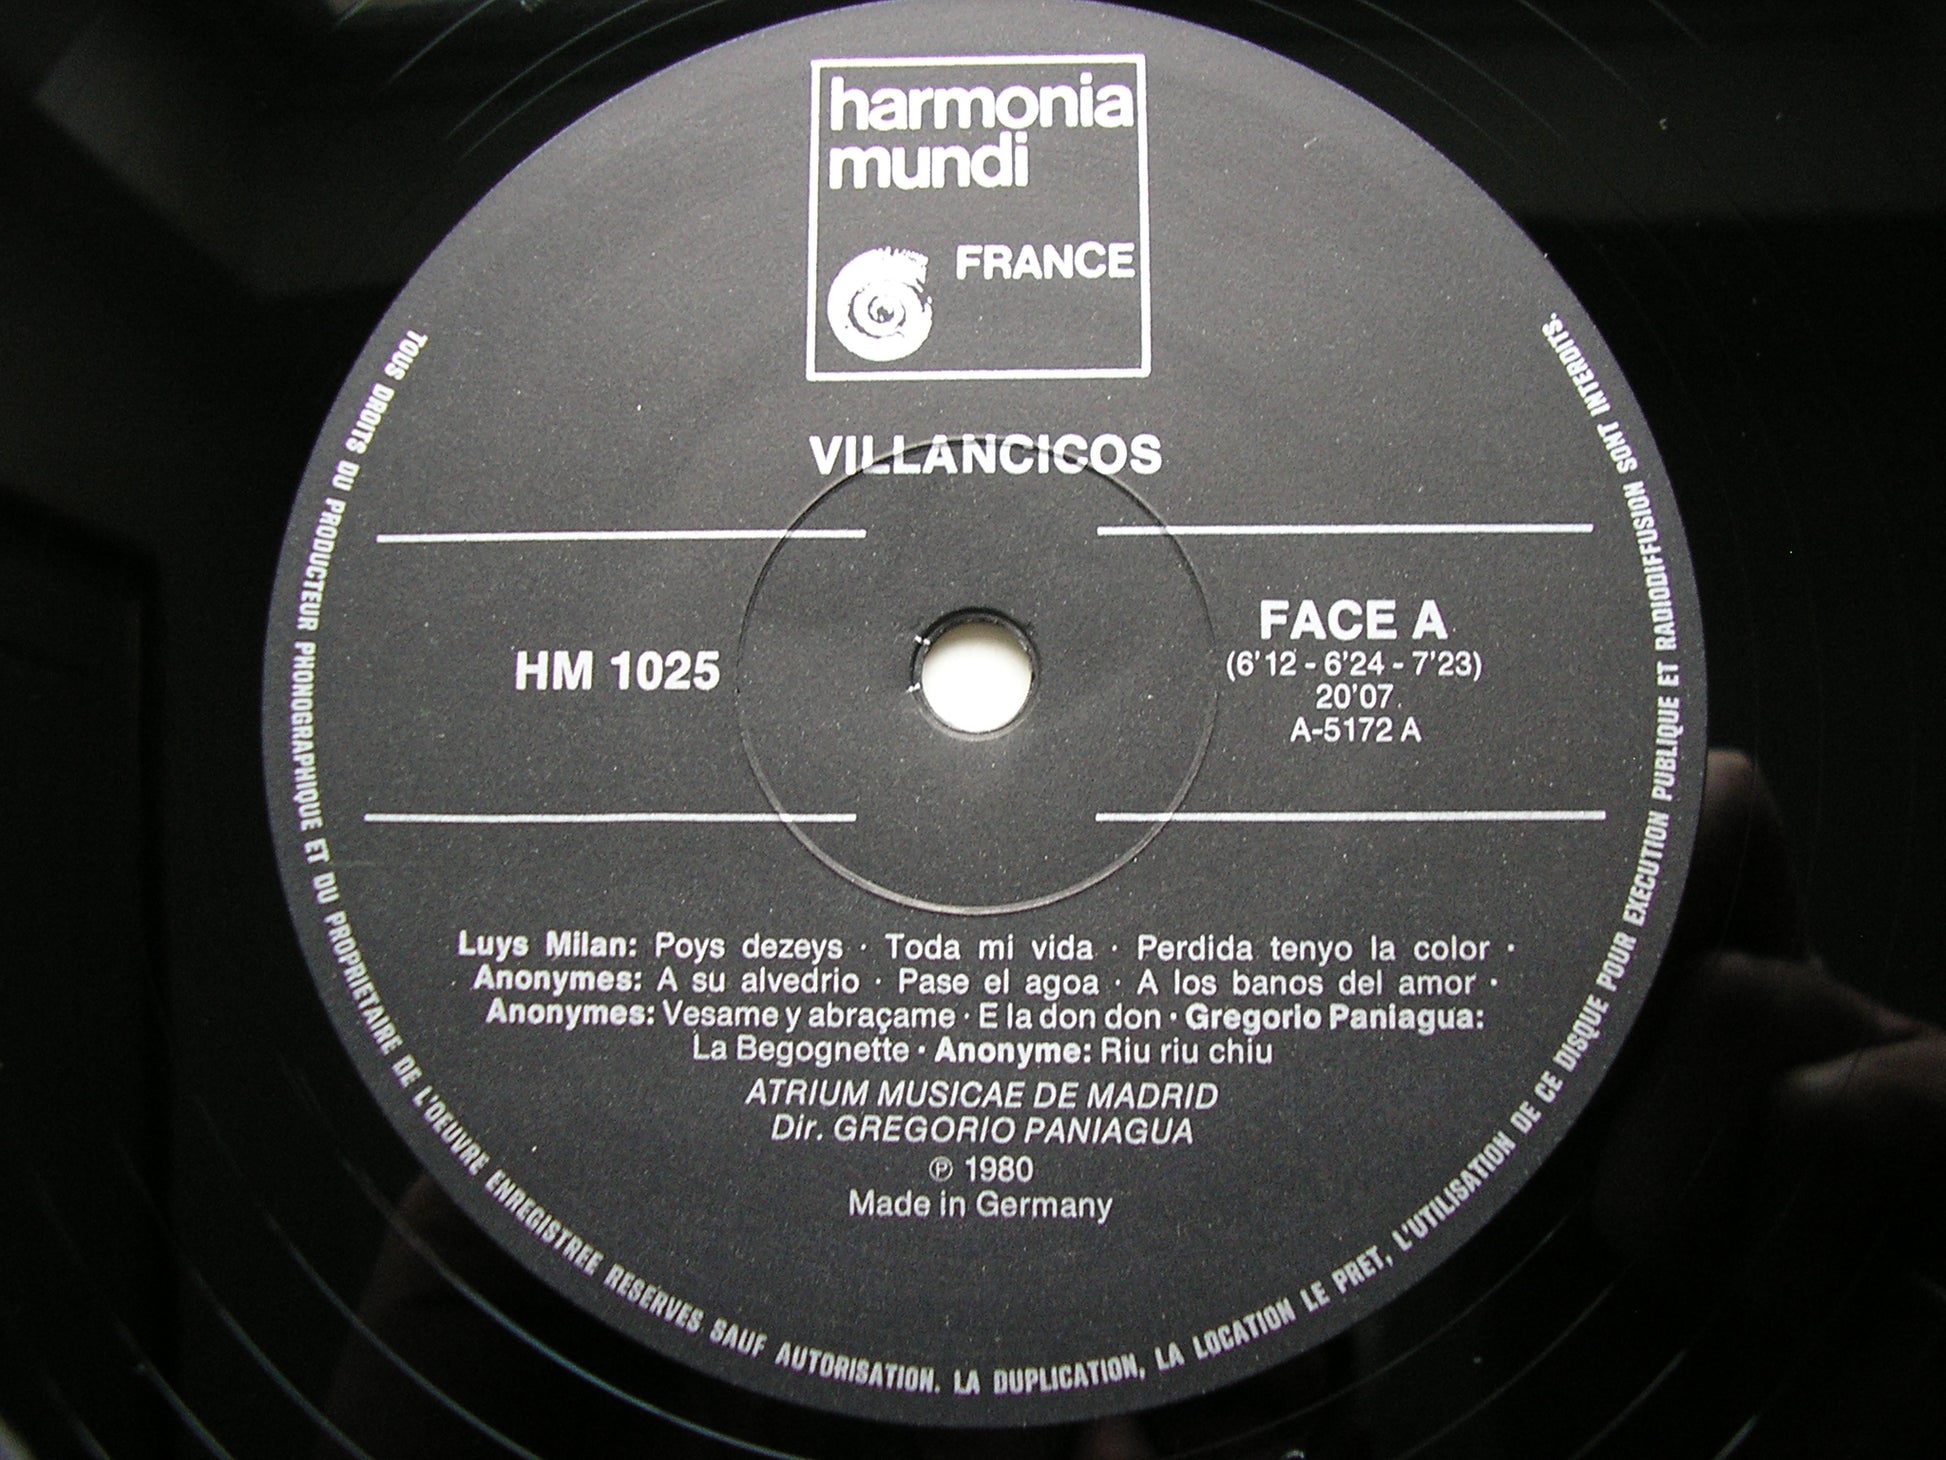 harmonia
mundi
FRANCE
VILLANCICOS
HM 1025
FACE A
(6'12 - 6'24 - 7'23)
20'07
A-5172 A
Luys Milan: Poys dezeys · Toda mi vida · Perdida tenyo la color ·
Anonymes: A su alvedrio · Pase el agoa · A los banos del amor ·
Anonymes: Vesame y abraçame · E la don don · Gregorio Paniagua:
La Begognette · Anonyme: Riu riu chiu
ATRIUM MUSICAE DE MADRID
Dir. GREGORIO PANIAGUA
℗ 1980
Made in Germany
TOUS DROITS DU PRODUCTEUR PHONOGRAPHIQUE ET DU PROPRIETAIRE DE L'OEUVRE ENREGISTREE RESERVES SAUF AUTORISATION. LA DUPLICATION, LA LOCATION LE PRET, L'UTILISATION DE CE DISQUE POUR EXECUTION PUBLIQUE ET RADIODIFFUSION SONT INTERDITS.